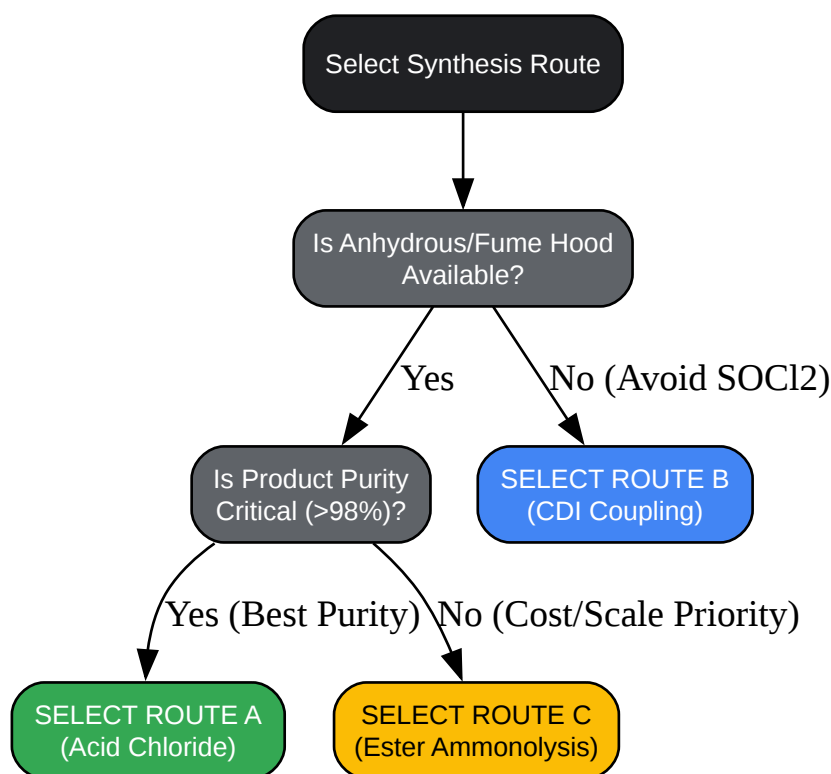 Select Synthesis Route
Is Anhydrous/Fume Hood
Available?
Yes
No (Avoid SOCl2)
Is Product Purity
Critical (>98%)?
SELECT ROUTE B
(CDI Coupling)
Yes (Best Purity)
No (Cost/Scale Priority)
SELECT ROUTE A
(Acid Chloride)
SELECT ROUTE C
(Ester Ammonolysis)